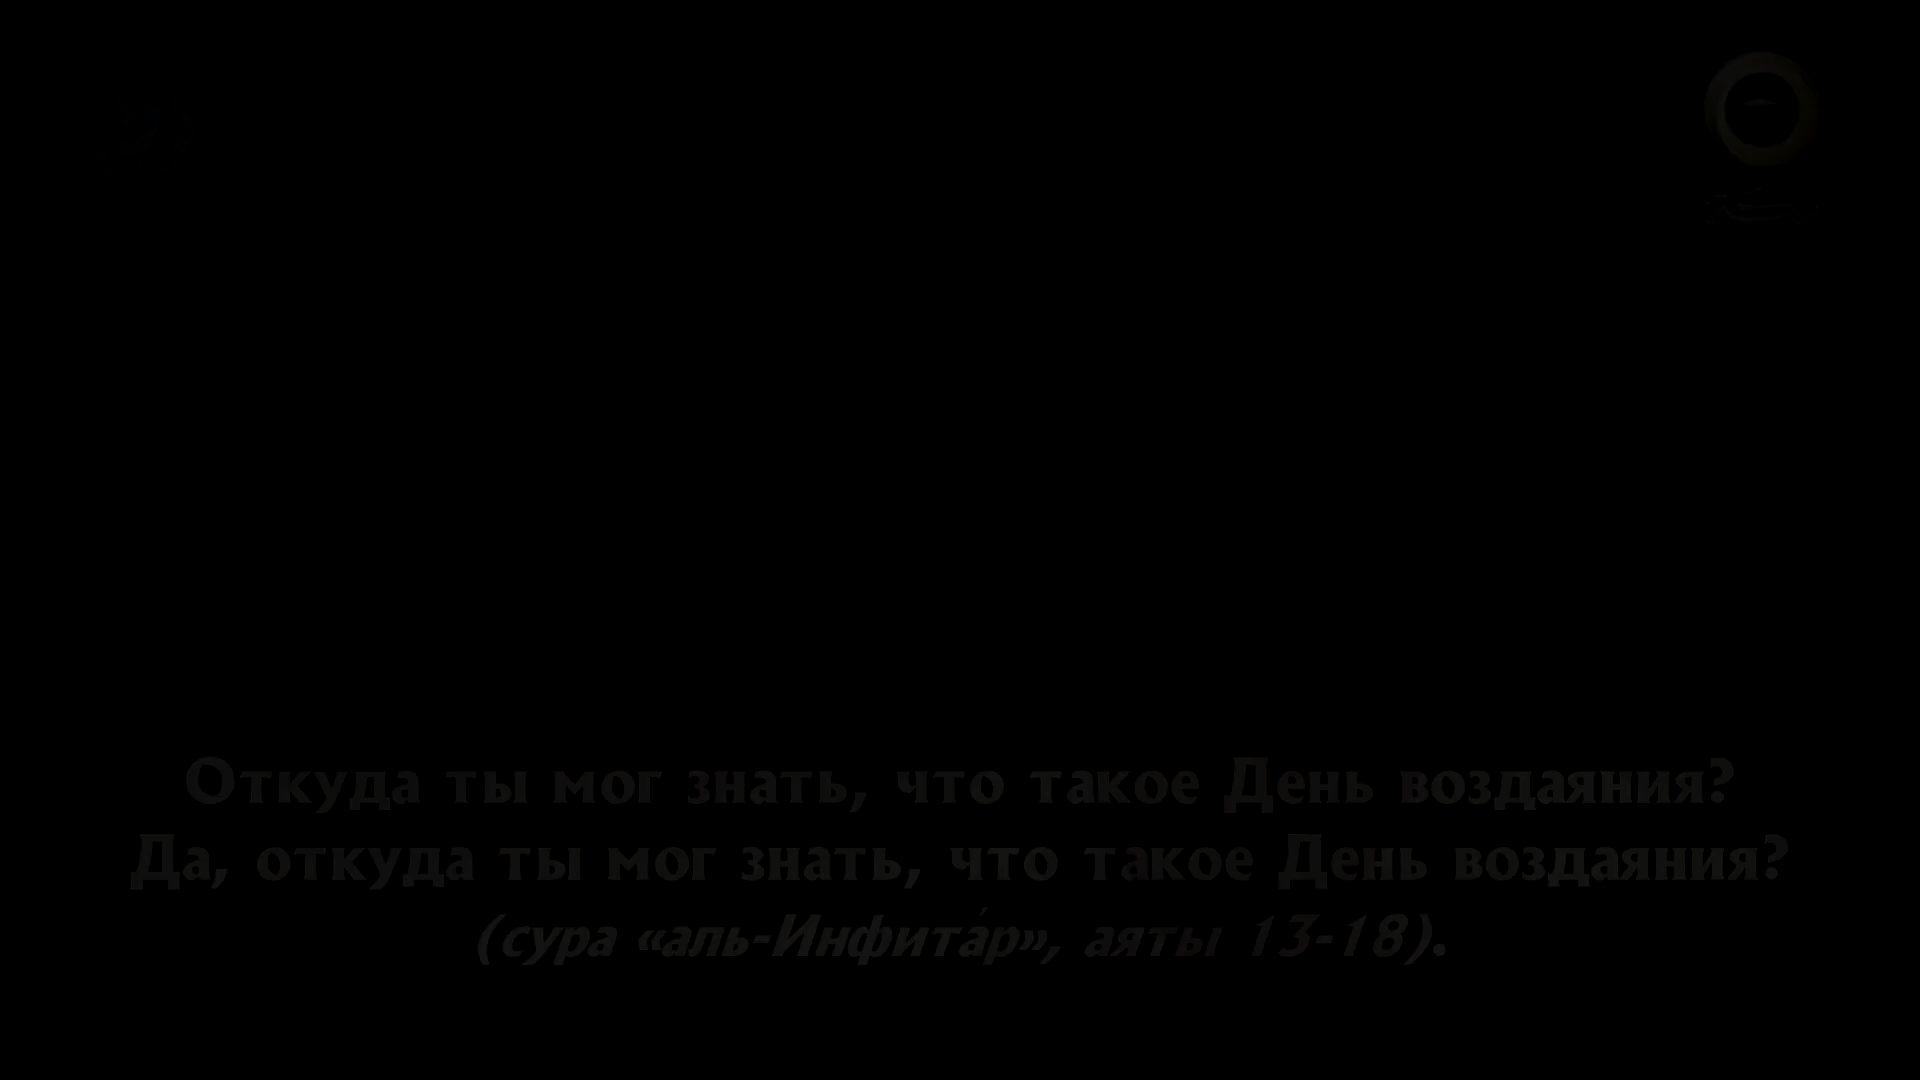 Откуда ты мог знать, что такое День воздаяния?
Да, откуда ты мог знать, что такое День воздаяния?
(сура «аль-Инфита́р», аяты 13-18).